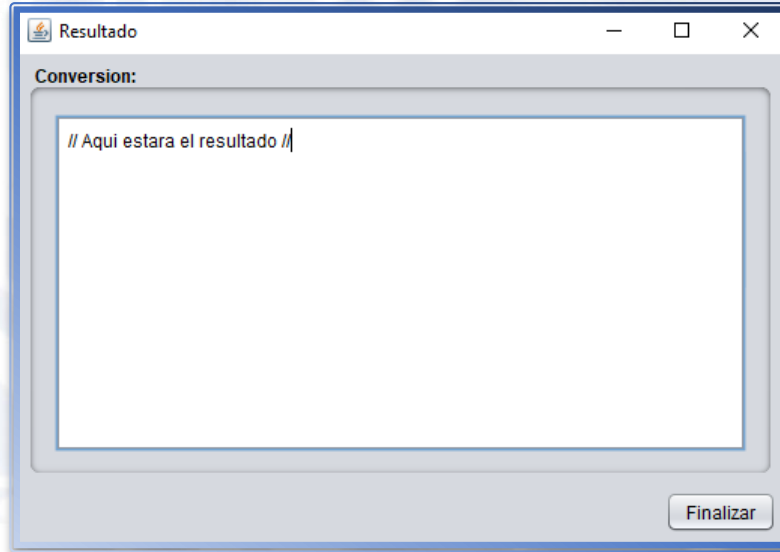 Resultado
Conversion:
// Aqui estara el resultado //
Finalizar